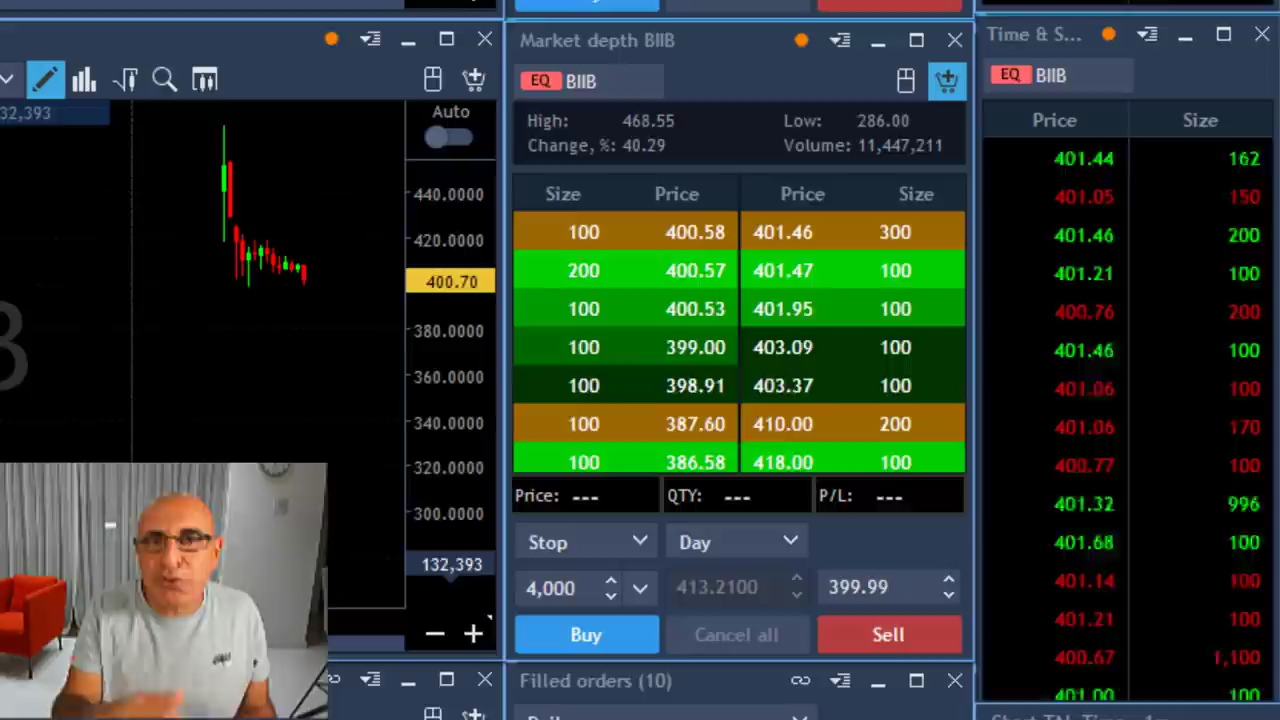 Market depth BIIB
Time & S...
EQ BIIB
EQ BIIB
32,393
Auto
440.0000
420.0000
400.70
380.0000
360.0000
340.0000
320.0000
300.0000
132,393
High: 468.55 Low: 286.00
Change, %: 40.29 Volume: 11,447,211
Size Price Price Size
100 400.58 401.46 300
200 400.57 401.47 100
100 400.53 401.95 100
100 399.00 403.09 100
100 398.91 403.37 100
100 387.60 410.00 200
100 386.58 418.00 100
Price: --- QTY: --- P/L: ---
Stop Day
4,000 413.2100 399.99
Buy Cancel all Sell
Filled orders (10)
Price Size
401.44 162
401.05 150
401.46 200
401.21 100
400.76 200
401.46 100
401.06 100
401.06 170
400.77 100
401.32 996
401.68 100
401.14 100
401.21 100
400.67 1,100
401.00 100